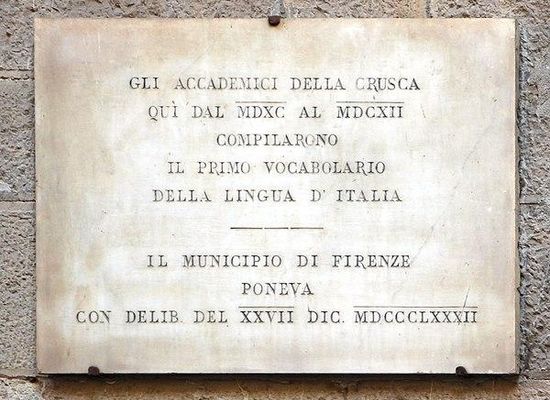 GLI ACCADEMICI DELLA CRUSCA
QUÌ DAL MDXC AL MDCXII
COMPILARONO
IL PRIMO VOCABOLARIO
DELLA LINGUA D' ITALIA
IL MUNICIPIO DI FIRENZE
PONEVA
CON DELIB. DEL XXVII DIC. MDCCCLXXXII